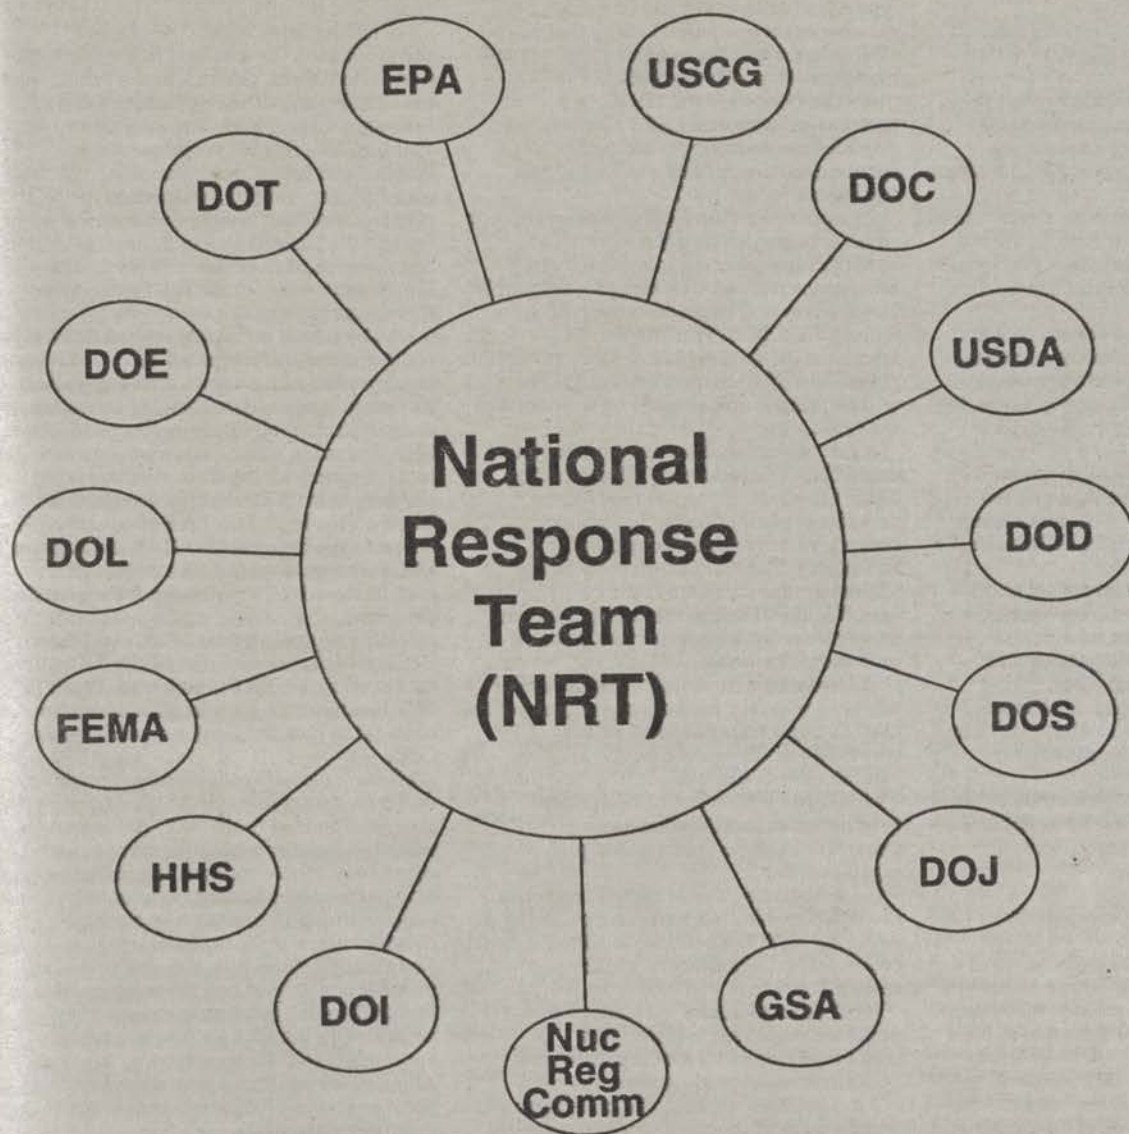 EPA
USCG
DOT
DOC
DOE
USDA
National
Response
Team
(NRT)
DOL
DOD
FEMA
DOS
HHS
DOJ
DOI
GSA
Nuc
Reg
Comm